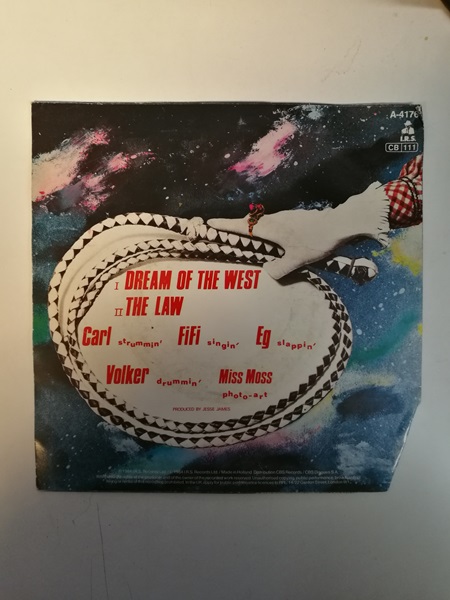 A-4176
I.R.S.
CB 111
I DREAM OF THE WEST
II THE LAW
Carl strummin' FiFi singin' Eg slappin'
Volker drummin' Miss Moss
photo-art
PRODUCED BY JESSE JAMES